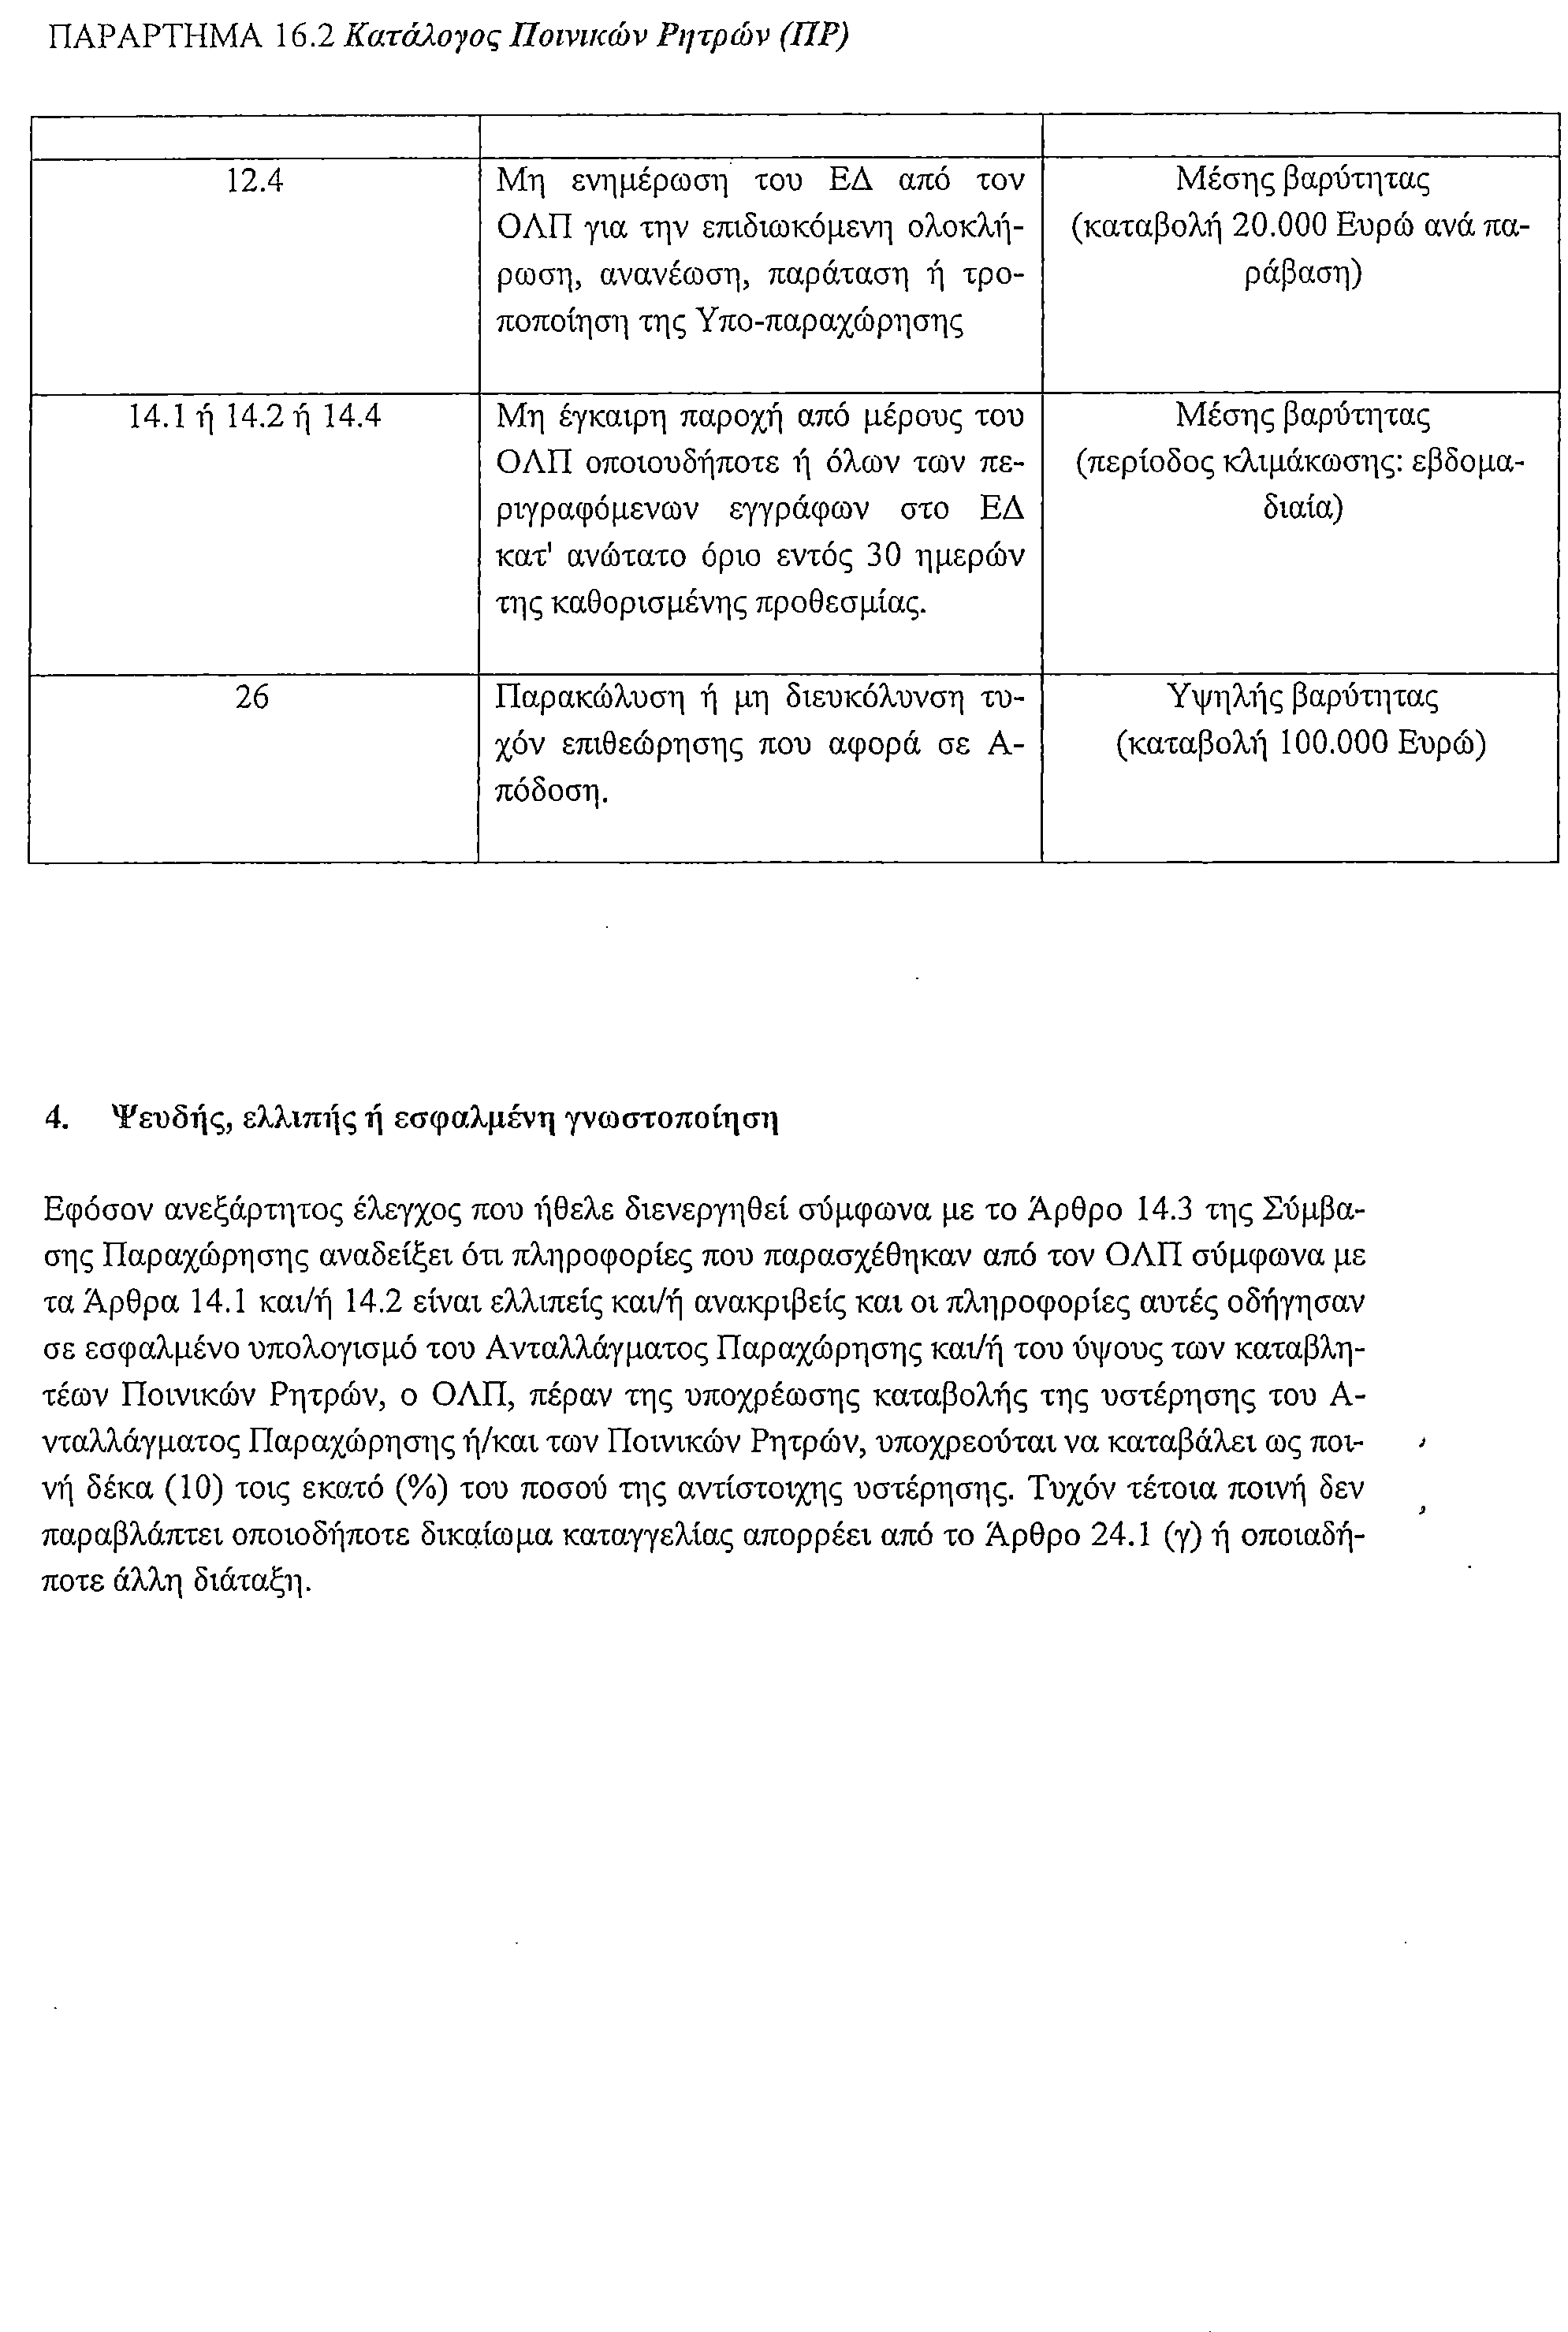 ΠΑΡΑΡΤΗΜΑ 16.2 Κατάλογος Ποινικών Ρητρών (ΠΡ)
12.4
Μη ενημέρωση του ΕΔ από τον
ΟΛΠ για την επιδιωκόμενη ολοκλή-
ρωση, ανανέωση, παράταση ή τρο-
ποποίηση της Υπο-παραχώρησης
Μέσης βαρύτητας
(καταβολή 20.000 Ευρώ ανά πα-
ράβαση)
14.1 ή 14.2 ή 14.4
Μη έγκαιρη παροχή από μέρους του
ΟΛΠ οποιουδήποτε ή όλων των πε-
ριγραφόμενων εγγράφων στο ΕΔ
κατ' ανώτατο όριο εντός 30 ημερών
της καθορισμένης προθεσμίας.
Μέσης βαρύτητας
(περίοδος κλιμάκωσης: εβδομα-
διαία)
26
Παρακώλυση ή μη διευκόλυνση τυ-
χόν επιθεώρησης που αφορά σε Α-
πόδοση.
Υψηλής βαρύτητας
(καταβολή 100.000 Ευρώ)
4. Ψευδής, ελλιπής ή εσφαλμένη γνωστοποίηση
Εφόσον ανεξάρτητος έλεγχος που ήθελε διενεργηθεί σύμφωνα με το Άρθρο 14.3 της Σύμβα-
σης Παραχώρησης αναδείξει ότι πληροφορίες που παρασχέθηκαν από τον ΟΛΠ σύμφωνα με
τα Άρθρα 14.1 και/ή 14.2 είναι ελλιπείς και/ή ανακριβείς και οι πληροφορίες αυτές οδήγησαν
σε εσφαλμένο υπολογισμό του Ανταλλάγματος Παραχώρησης και/ή του ύψους των καταβλη-
τέων Ποινικών Ρητρών, ο ΟΛΠ, πέραν της υποχρέωσης καταβολής της υστέρησης του Α-
νταλλάγματος Παραχώρησης ή/και των Ποινικών Ρητρών, υποχρεούται να καταβάλει ως ποι-
νή δέκα (10) τοις εκατό (%) του ποσού της αντίστοιχης υστέρησης. Τυχόν τέτοια ποινή δεν
παραβλάπτει οποιοδήποτε δικαίωμα καταγγελίας απορρέει από το Άρθρο 24.1 (γ) ή οποιαδή-
ποτε άλλη διάταξη.